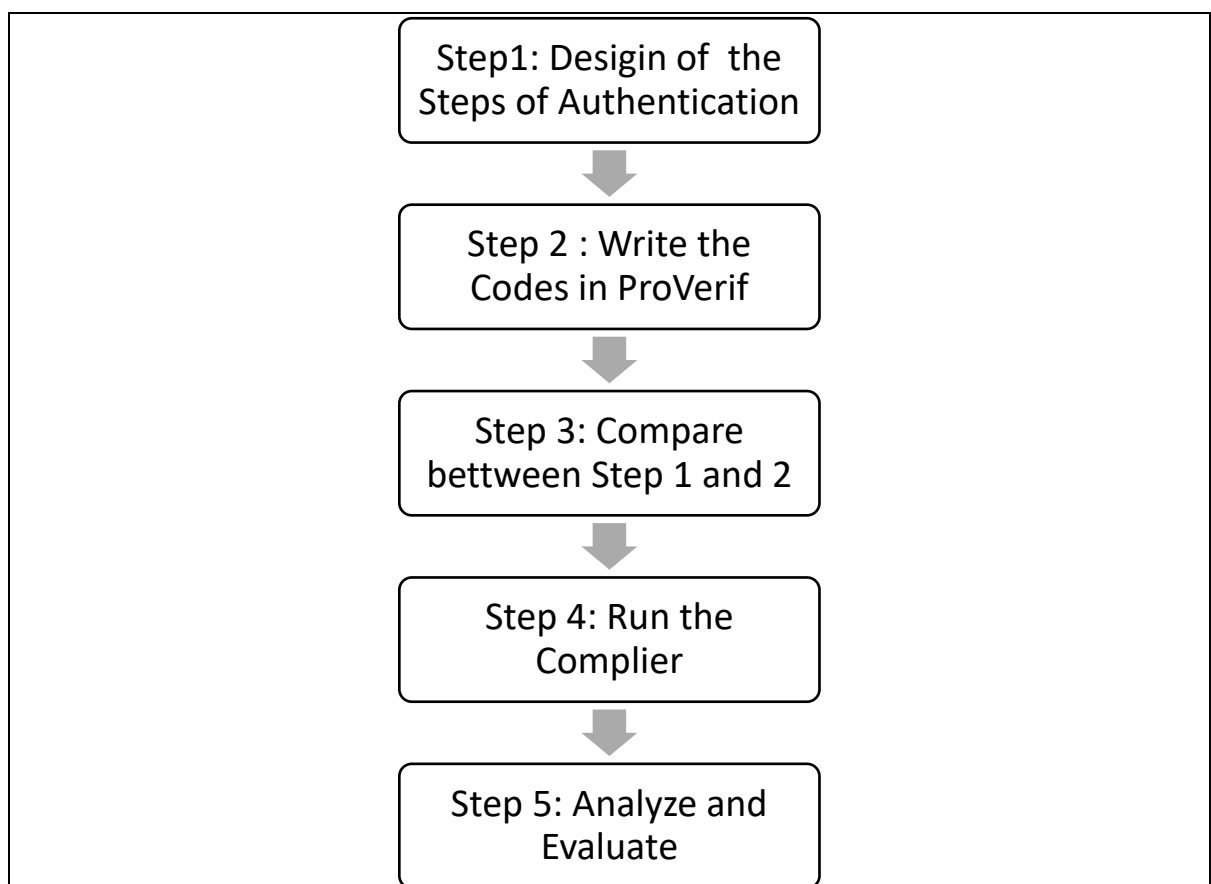 Step1: Desigin of  the
Steps of Authentication
Step 2 : Write the
Codes in ProVerif
Step 3: Compare
bettween Step 1 and 2
Step 4: Run the
Complier
Step 5: Analyze and
Evaluate